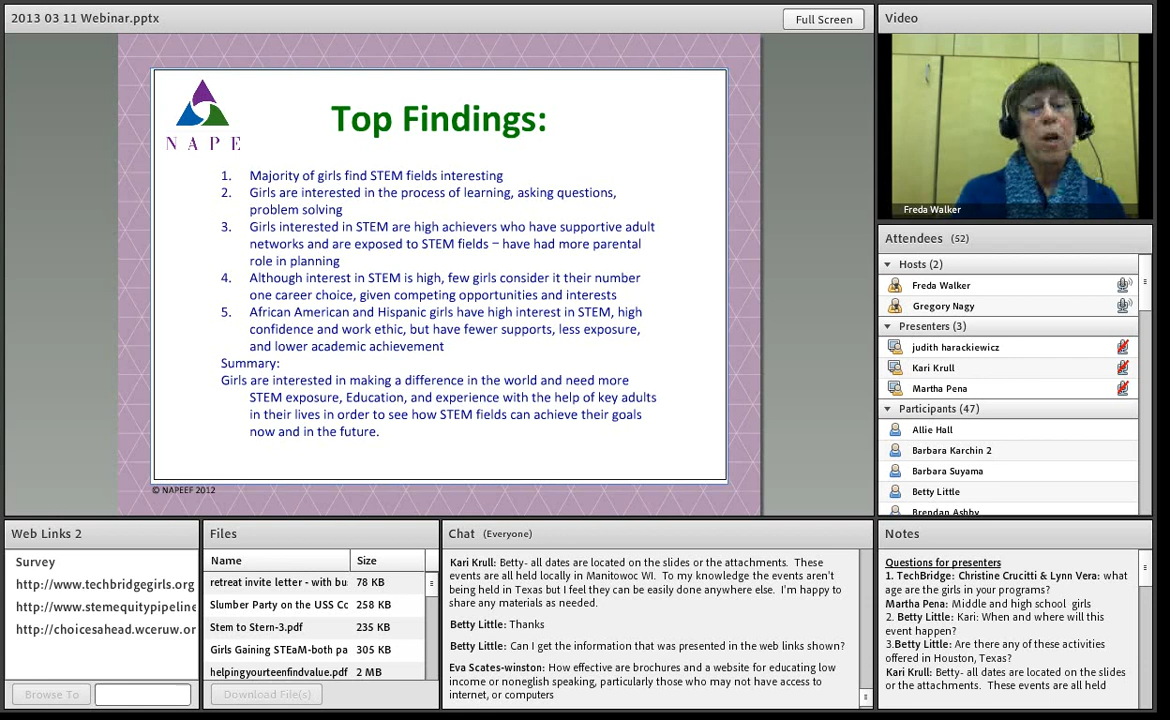 2013 03 11 Webinar.pptx
Full Screen
N A P E
Top Findings:
1. Majority of girls find STEM fields interesting
2. Girls are interested in the process of learning, asking questions,
problem solving
3. Girls interested in STEM are high achievers who have supportive adult
networks and are exposed to STEM fields – have had more parental
role in planning
4. Although interest in STEM is high, few girls consider it their number
one career choice, given competing opportunities and interests
5. African American and Hispanic girls have high interest in STEM, high
confidence and work ethic, but have fewer supports, less exposure,
and lower academic achievement
Summary:
Girls are interested in making a difference in the world and need more
STEM exposure, Education, and experience with the help of key adults
in their lives in order to see how STEM fields can achieve their goals
now and in the future.
© NAPEEF 2012
Video
Freda Walker
Attendees (52)
Hosts (2)
Freda Walker
Gregory Nagy
Presenters (3)
judith harackiewicz
Kari Krull
Martha Pena
Participants (47)
Allie Hall
Barbara Karchin 2
Barbara Suyama
Betty Little
Brendan Ashby
Web Links 2
Survey
http://www.techbridgegirls.org
http://www.stemequitypipeline
http://choicesahead.wceruw.or
Browse To
Files
Name Size
retreat invite letter - with bu 78 KB
Slumber Party on the USS Cc 258 KB
Stem to Stern-3.pdf 235 KB
Girls Gaining STEaM-both pa 305 KB
helpingyourteenfindvalue.pdf 2 MB
Download File(s)
Chat (Everyone)
Kari Krull: Betty- all dates are located on the slides or the attachments. These
events are all held locally in Manitowoc WI. To my knowledge the events aren't
being held in Texas but I feel they can be easily done anywhere else. I'm happy to
share any materials as needed.
Betty Little: Thanks
Betty Little: Can I get the information that was presented in the web links shown?
Eva Scates-winston: How effective are brochures and a website for educating low
income or noneglish speaking, particularly those who may not have access to
internet, or computers
Notes
Questions for presenters
1. TechBridge: Christine Crucitti & Lynn Vera: what
age are the girls in your programs?
Martha Pena: Middle and high school girls
2. Betty Little: Kari: When and where will this
event happen?
3.Betty Little: Are there any of these activities
offered in Houston, Texas?
Kari Krull: Betty- all dates are located on the slides
or the attachments. These events are all held